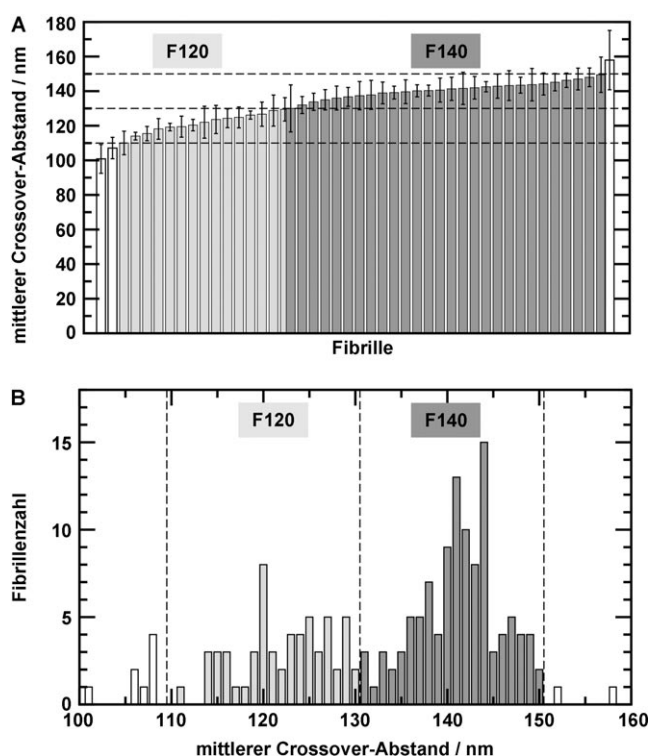 A
F120
F140
mittlerer Crossover-Abstand / nm
180
160
140
120
100
80
60
40
20
0
Fibrille
B
F120
F140
Fibrillenzahl
15
10
5
0
100 110 120 130 140 150 160
mittlerer Crossover-Abstand / nm